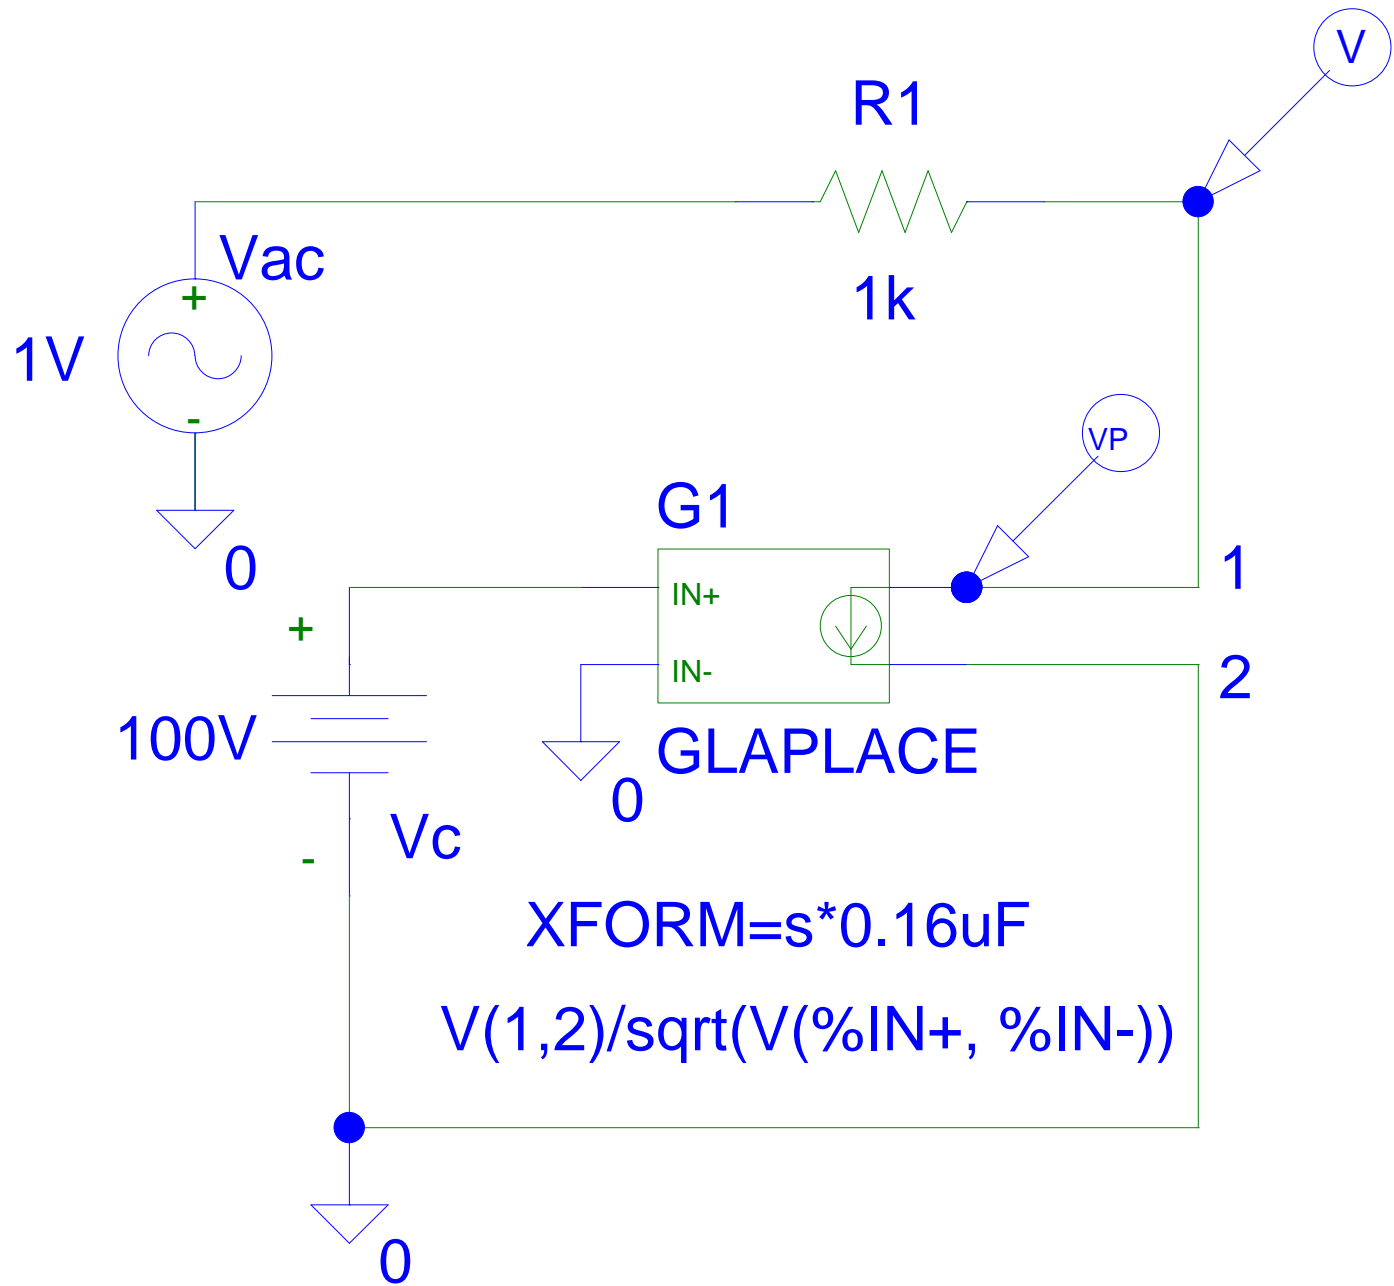 V
R1
Vac
+
1k
1V
-
VP
G1
0
1
IN+
+
IN-
2
100V
GLAPLACE
0
Vc
-
XFORM=s*0.16uF
V(1,2)/sqrt(V(%IN+, %IN-))
0